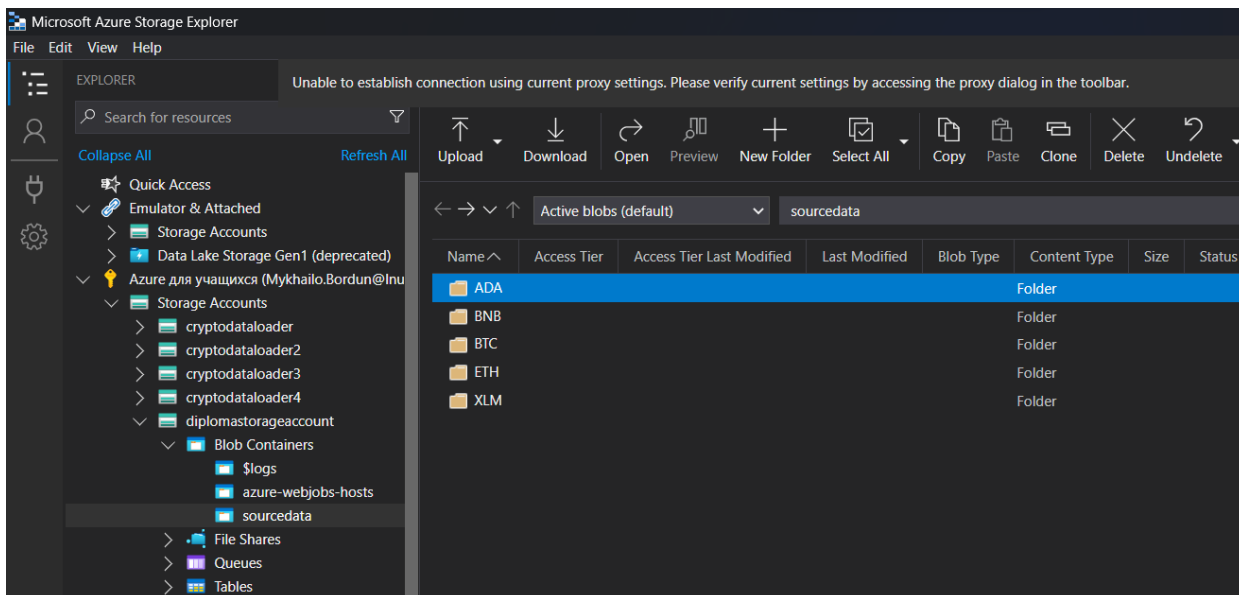 Microsoft Azure Storage Explorer
File Edit View Help
EXPLORER
Unable to establish connection using current proxy settings. Please verify current settings by accessing the proxy dialog in the toolbar.
Search for resources
Collapse All Refresh All
Quick Access
Emulator & Attached
Storage Accounts
Data Lake Storage Gen1 (deprecated)
Azure для учащихся (Mykhailo.Bordun@lnu
Storage Accounts
cryptodataloader
cryptodataloader2
cryptodataloader3
cryptodataloader4
diplomastorageaccount
Blob Containers
$logs
azure-webjobs-hosts
sourcedata
File Shares
Queues
Tables
Upload Download Open Preview New Folder Select All Copy Paste Clone Delete Undelete
Active blobs (default) sourcedata
Name Access Tier Access Tier Last Modified Last Modified Blob Type Content Type Size Status
ADA Folder
BNB Folder
BTC Folder
ETH Folder
XLM Folder